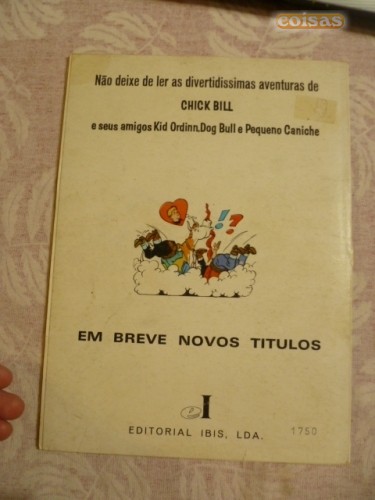 coisas
Não deixe de ler as divertidissimas aventuras de
CHICK BILL
e seus amigos Kid Ordinn.Dog Bull e Pequeno Caniche
!?
EM BREVE NOVOS TITULOS
I
EDITORIAL IBIS, LDA.
1750